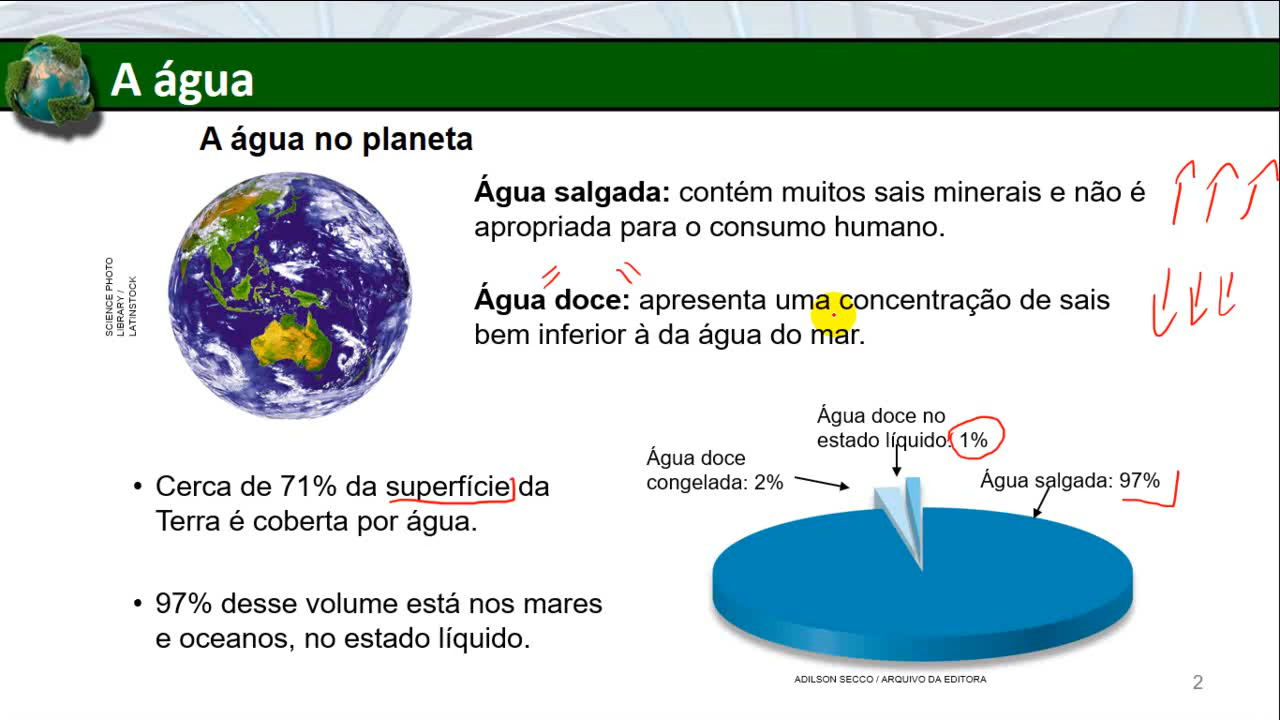 A água
A água no planeta
SCIENCE PHOTO
LIBRARY /
LATINSTOCK
Água salgada: contém muitos sais minerais e não é
apropriada para o consumo humano.
Água doce: apresenta uma concentração de sais
bem inferior à da água do mar.
Água doce no
estado líquido: 1%
Água doce
congelada: 2%
Água salgada: 97%
• Cerca de 71% da superfície da
Terra é coberta por água.
• 97% desse volume está nos mares
e oceanos, no estado líquido.
ADILSON SECCO / ARQUIVO DA EDITORA
2